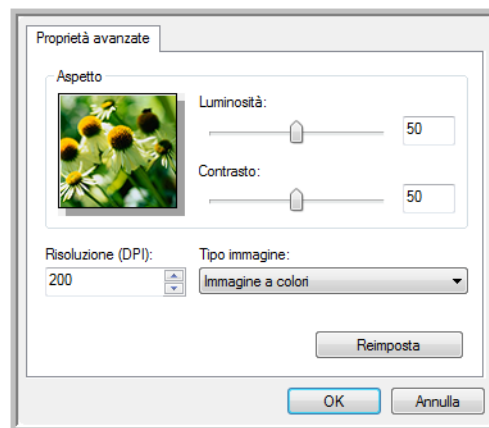 Proprietà avanzate
Aspetto
Luminosità:
50
Contrasto:
50
Risoluzione (DPI):
200
Tipo immagine:
Immagine a colori
Reimposta
OK
Annulla